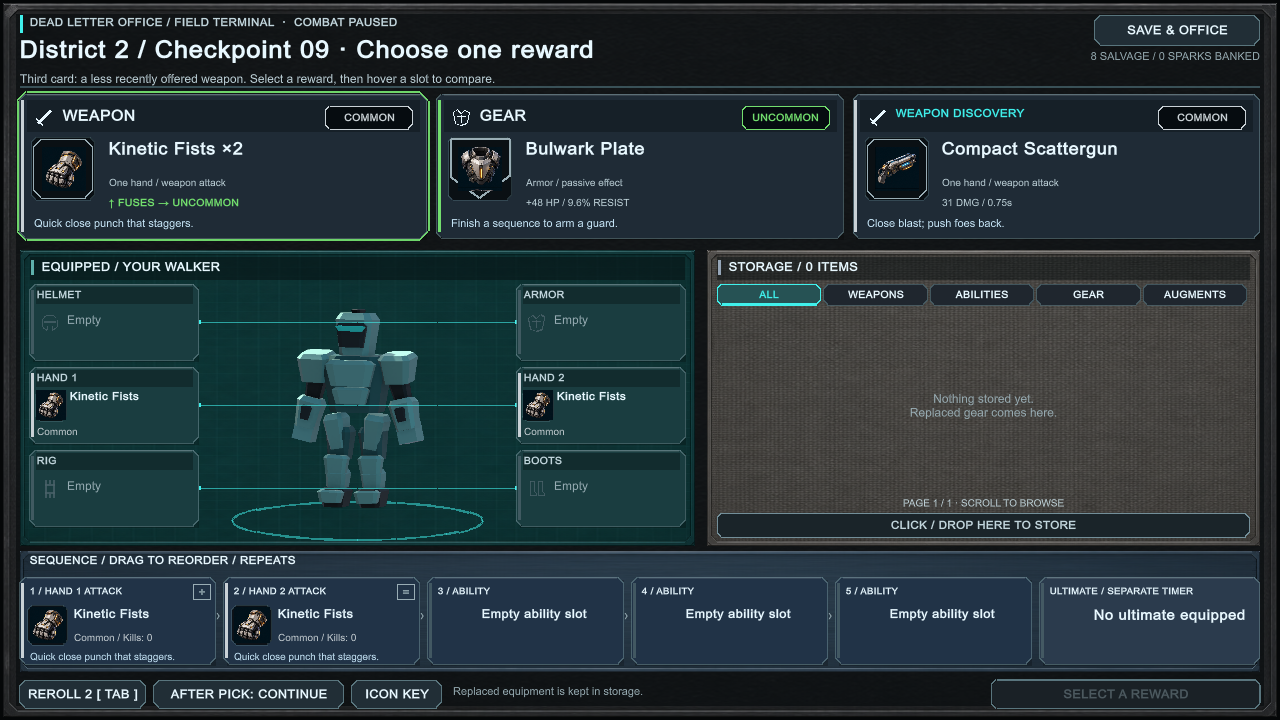 DEAD LETTER OFFICE / FIELD TERMINAL · COMBAT PAUSED
District 2 / Checkpoint 09 · Choose one reward
Third card: a less recently offered weapon. Select a reward, then hover a slot to compare.
SAVE & OFFICE
8 SALVAGE / 0 SPARKS BANKED
WEAPON
COMMON
Kinetic Fists ×2
One hand / weapon attack
↑ FUSES → UNCOMMON
Quick close punch that staggers.
GEAR
UNCOMMON
Bulwark Plate
Armor / passive effect
+48 HP / 9.6% RESIST
Finish a sequence to arm a guard.
WEAPON DISCOVERY
COMMON
Compact Scattergun
One hand / weapon attack
31 DMG / 0.75s
Close blast; push foes back.
EQUIPPED / YOUR WALKER
HELMET
Empty
ARMOR
Empty
HAND 1
Kinetic Fists
Common
HAND 2
Kinetic Fists
Common
RIG
Empty
BOOTS
Empty
STORAGE / 0 ITEMS
ALL
WEAPONS
ABILITIES
GEAR
AUGMENTS
Nothing stored yet.
Replaced gear comes here.
PAGE 1 / 1 · SCROLL TO BROWSE
CLICK / DROP HERE TO STORE
SEQUENCE / DRAG TO REORDER / REPEATS
1 / HAND 1 ATTACK
+
Kinetic Fists
Common / Kills: 0
Quick close punch that staggers.
2 / HAND 2 ATTACK
=
Kinetic Fists
Common / Kills: 0
Quick close punch that staggers.
3 / ABILITY
Empty ability slot
4 / ABILITY
Empty ability slot
5 / ABILITY
Empty ability slot
ULTIMATE / SEPARATE TIMER
No ultimate equipped
REROLL 2 [ TAB ]
AFTER PICK: CONTINUE
ICON KEY
Replaced equipment is kept in storage.
SELECT A REWARD